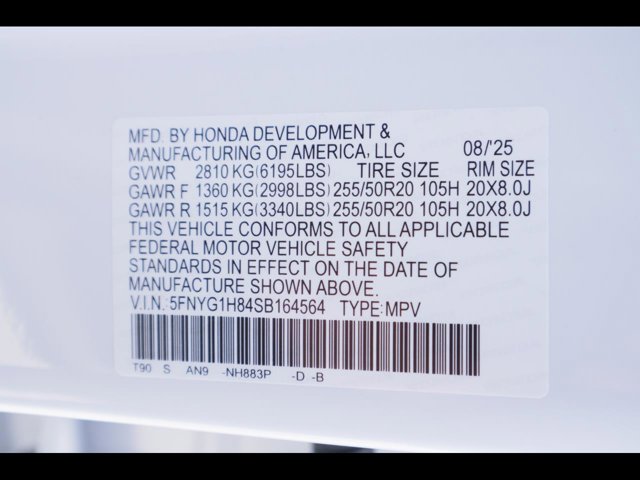 MFD. BY HONDA DEVELOPMENT &
MANUFACTURING OF AMERICA, LLC 08/'25
GVWR 2810 KG(6195LBS) TIRE SIZE RIM SIZE
GAWR F 1360 KG(2998LBS) 255/50R20 105H 20X8.0J
GAWR R 1515 KG(3340LBS) 255/50R20 105H 20X8.0J
THIS VEHICLE CONFORMS TO ALL APPLICABLE
FEDERAL MOTOR VEHICLE SAFETY
STANDARDS IN EFFECT ON THE DATE OF
MANUFACTURE SHOWN ABOVE.
V.I.N.: 5FNYG1H84SB164564 TYPE: MPV
T90 S AN9 -NH883P -D -B